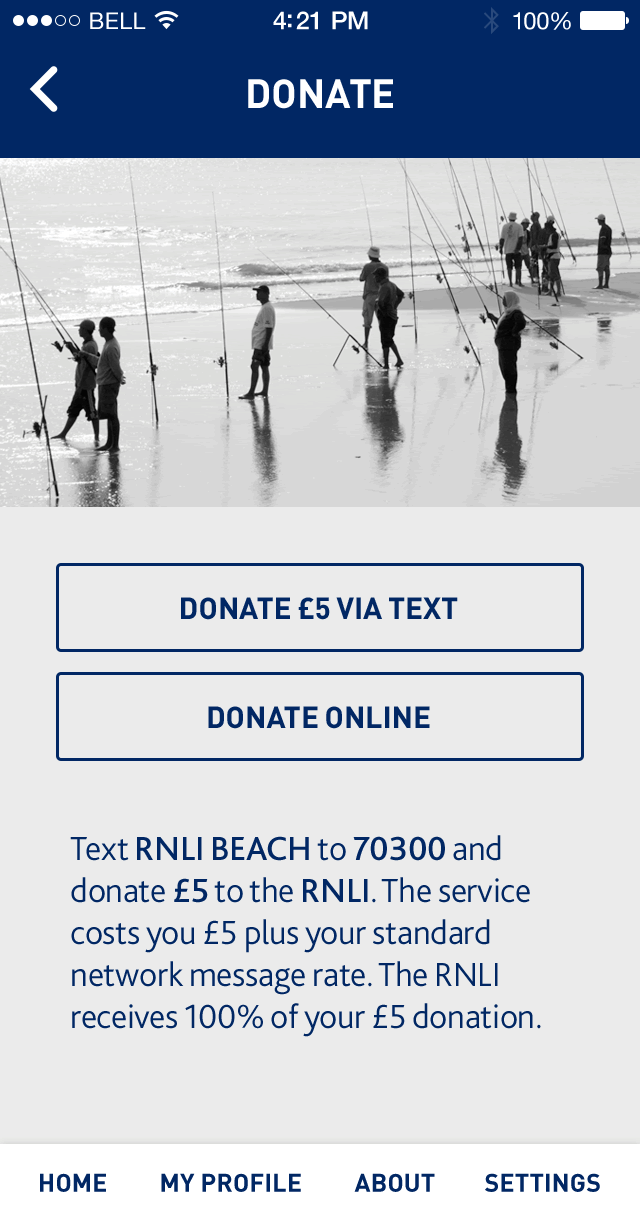 BELL 4:21 PM 100%
DONATE
DONATE £5 VIA TEXT
DONATE ONLINE
Text RNLI BEACH to 70300 and
donate £5 to the RNLI. The service
costs you £5 plus your standard
network message rate. The RNLI
receives 100% of your £5 donation.
HOME MY PROFILE ABOUT SETTINGS